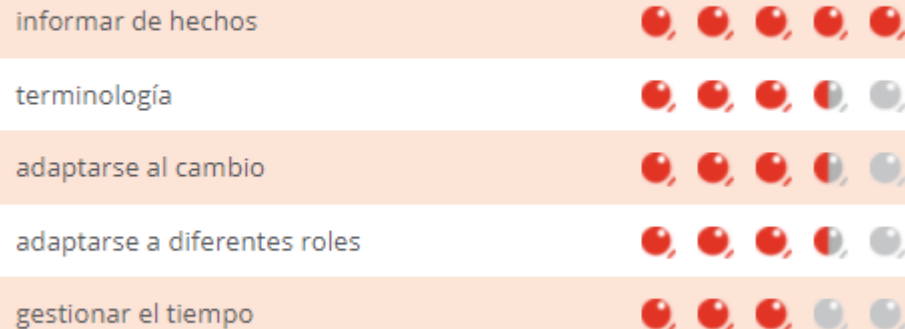 informar de hechos
terminología
adaptarse al cambio
adaptarse a diferentes roles
gestionar el tiempo